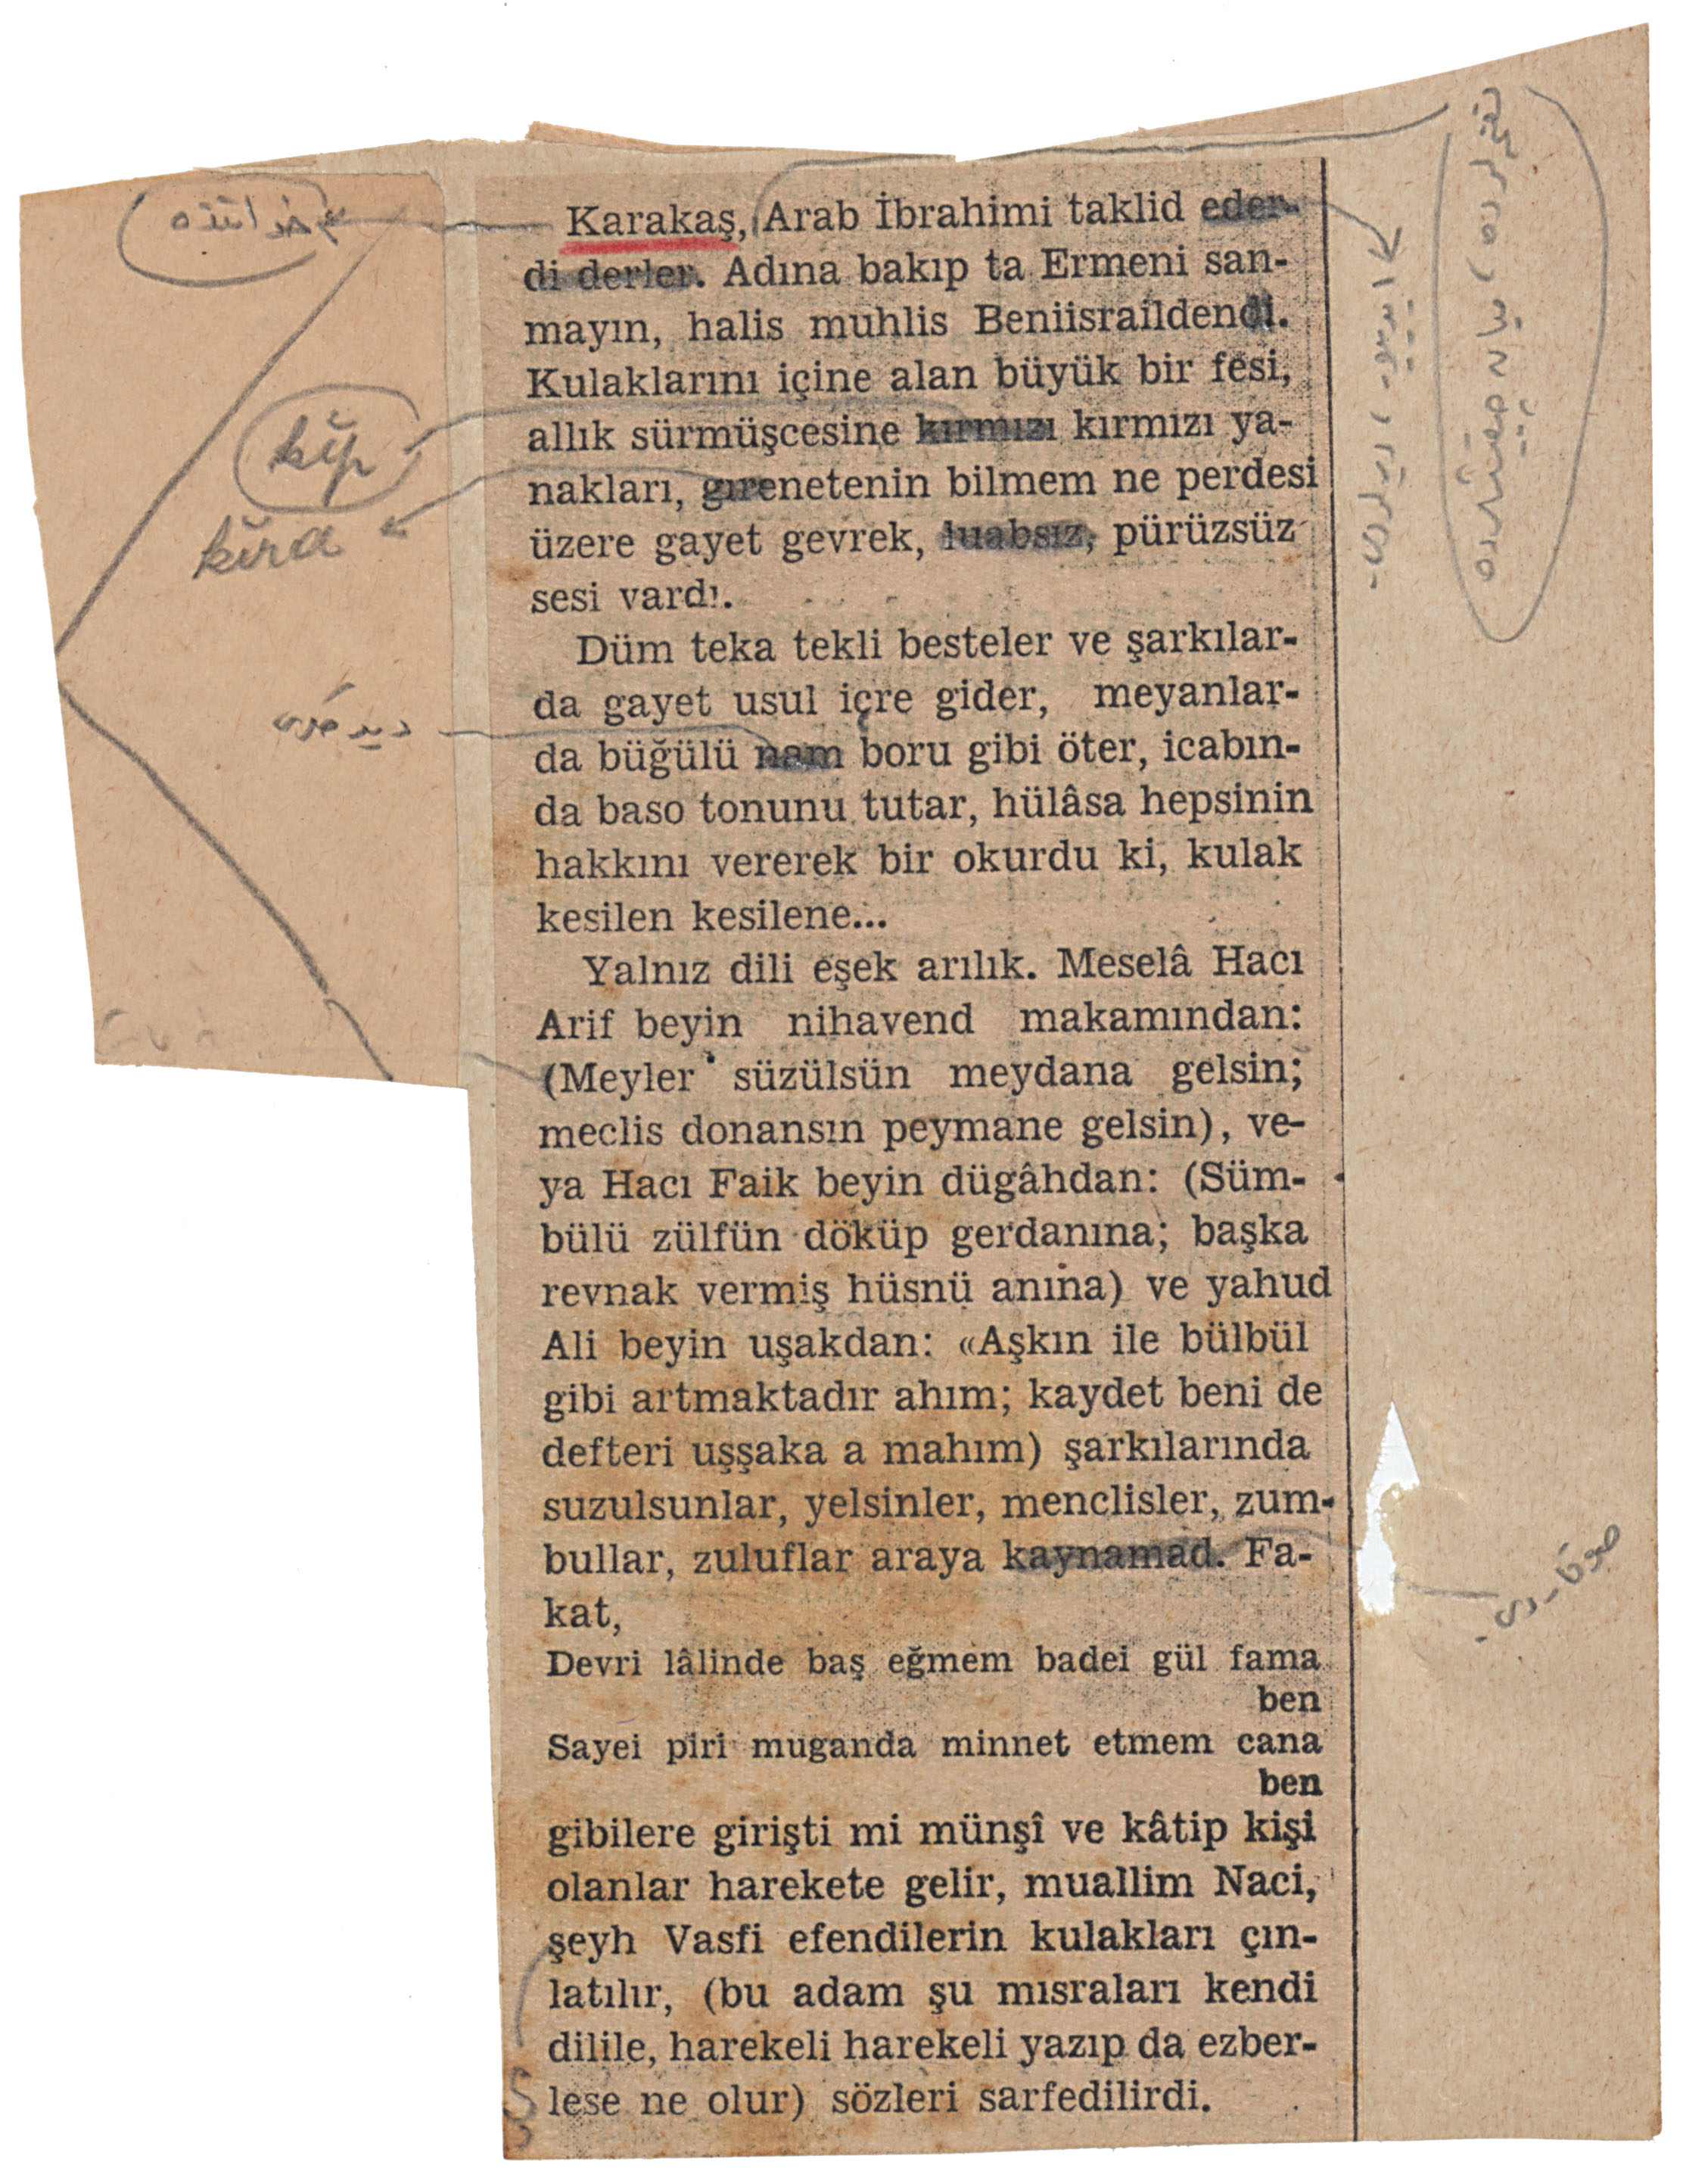 Karakaş, Arab İbrahimi taklid eder-
di derler. Adına bakıp ta Ermeni san-
mayın, halis muhlis Beniisraildendi.
Kulaklarını içine alan büyük bir fesi,
allık sürmüşcesine kırmızı kırmızı ya-
nakları, gırenetenin bilmem ne perdesi
üzere gayet gevrek, luabsız, pürüzsüz
sesi vardı.
Düm teka tekli besteler ve şarkılar-
da gayet usul içre gider, meyanlar-
da büğülü nam boru gibi öter, icabın-
da baso tonunu tutar, hülâsa hepsinin
hakkını vererek bir okurdu ki, kulak
kesilen kesilene...
Yalnız dili eşek arılık. Meselâ Hacı
Arif beyin nihavend makamından:
(Meyler süzülsün meydana gelsin;
meclis donansın peymane gelsin), ve-
ya Hacı Faik beyin dügâhdan: (Süm-
bülü zülfün döküp gerdanına; başka
revnak vermiş hüsnü anına) ve yahud
Ali beyin uşakdan: «Aşkın ile bülbül
gibi artmaktadır ahım; kaydet beni de
defteri uşşaka a mahım) şarkılarında
suzulsunlar, yelsinler, menclisler, zum-
bullar, zuluflar araya kaynamad. Fa-
kat,
Devri lâlinde baş eğmem badei gül fama
ben
Sayei piri muganda minnet etmem cana
ben
gibilere girişti mi münşî ve kâtip kişi
olanlar harekete gelir, muallim Naci,
şeyh Vasfi efendilerin kulakları çın-
latılır, (bu adam şu mısraları kendi
dilile, harekeli harekeli yazıp da ezber-
lese ne olur) sözleri sarfedilirdi.
kıp
kıra
Ş